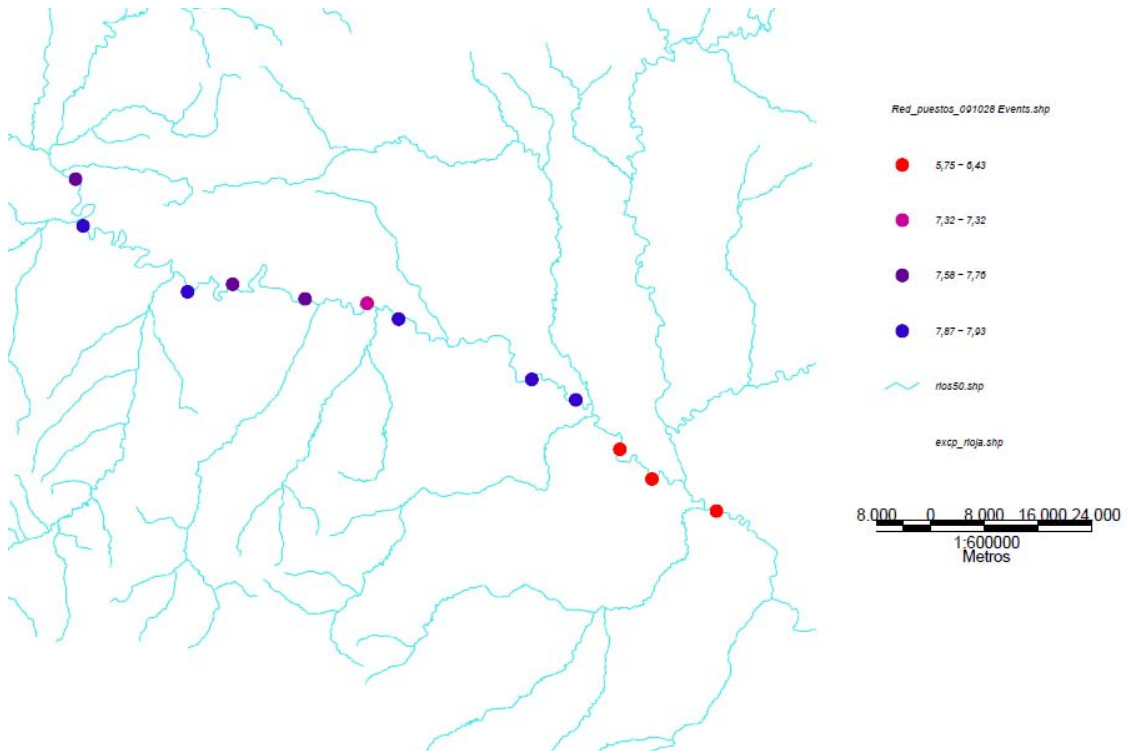 Red_puestos_091028 Events.shp
5,75 - 6,43
7,32 - 7,32
7,58 - 7,76
7,87 - 7,93
rios50.shp
excp_rioja.shp
8.000 0 8.000 16.000 24.000
1:600000
Metros